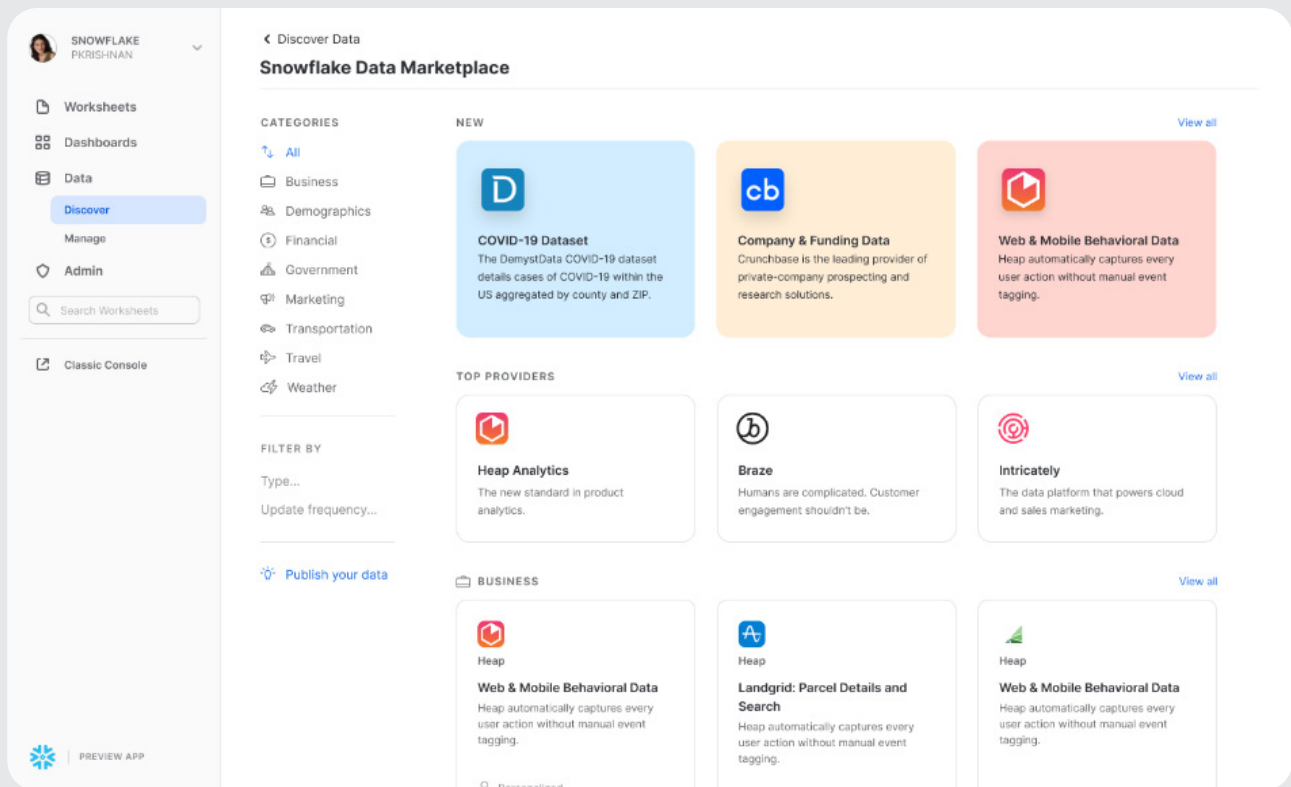 SNOWFLAKE
PKRISHNAN
Worksheets
Dashboards
Data
Discover
Manage
Admin
Search Worksheets
Classic Console
PREVIEW APP
Discover Data
Snowflake Data Marketplace
CATEGORIES
All
Business
Demographics
Financial
Government
Marketing
Transportation
Travel
Weather
FILTER BY
Type...
Update frequency...
Publish your data
NEW
View all
D
COVID-19 Dataset
The DemystData COVID-19 dataset
details cases of COVID-19 within the
US aggregated by county and ZIP.
cb
Company & Funding Data
Crunchbase is the leading provider of
private-company prospecting and
research solutions.
Web & Mobile Behavioral Data
Heap automatically captures every
user action without manual event
tagging.
TOP PROVIDERS
View all
Heap Analytics
The new standard in product
analytics.
b
Braze
Humans are complicated. Customer
engagement shouldn't be.
Intricately
The data platform that powers cloud
and sales marketing.
BUSINESS
View all
Heap
Web & Mobile Behavioral Data
Heap automatically captures every
user action without manual event
tagging.
Personalized
Heap
Landgrid: Parcel Details and
Search
Heap automatically captures every
user action without manual event
tagging.
Heap
Web & Mobile Behavioral Data
Heap automatically captures every
user action without manual event
tagging.